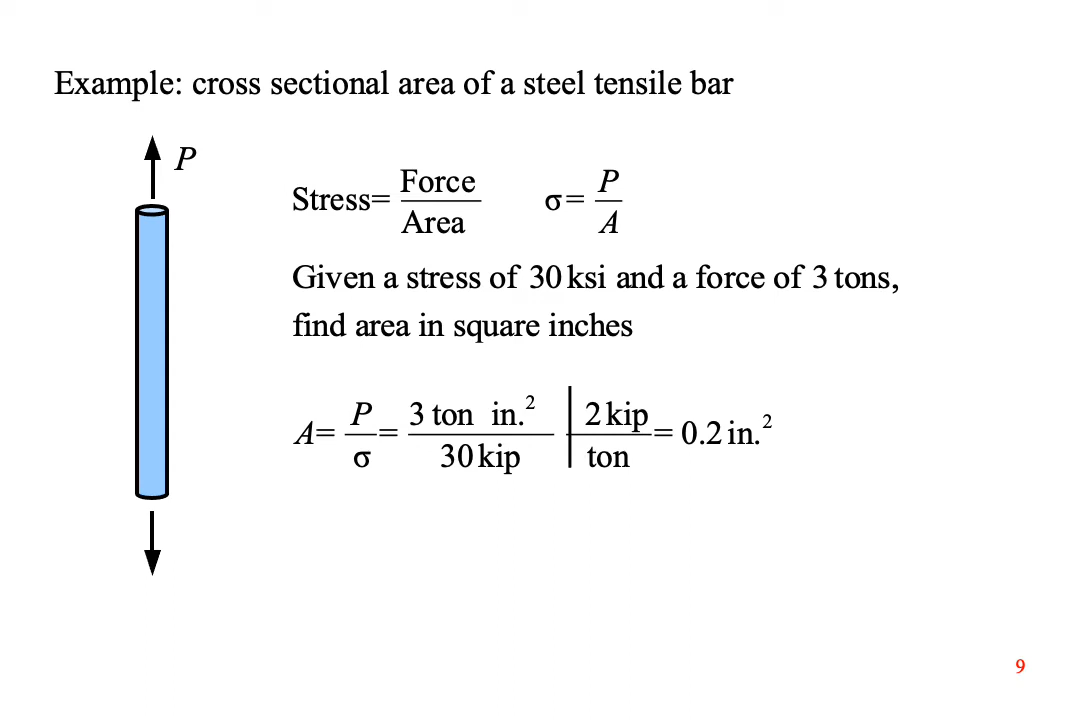 Example: cross sectional area of a steel tensile bar
P
Stress= Force/Area σ= P/A
Given a stress of 30 ksi and a force of 3 tons,
find area in square inches
A= P/σ = 3 ton in.²/30 kip | 2 kip/ton = 0.2 in.²
9